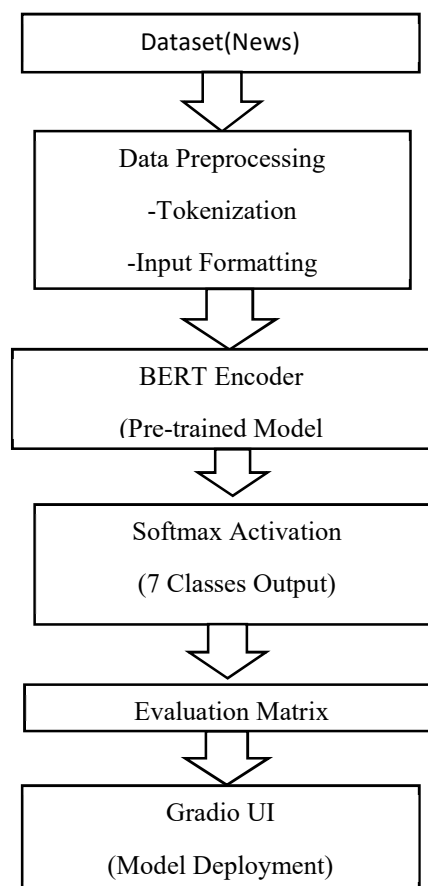 Dataset(News)
Data Preprocessing
-Tokenization
-Input Formatting
BERT Encoder
(Pre-trained Model
Softmax Activation
(7 Classes Output)
Evaluation Matrix
Gradio UI
(Model Deployment)